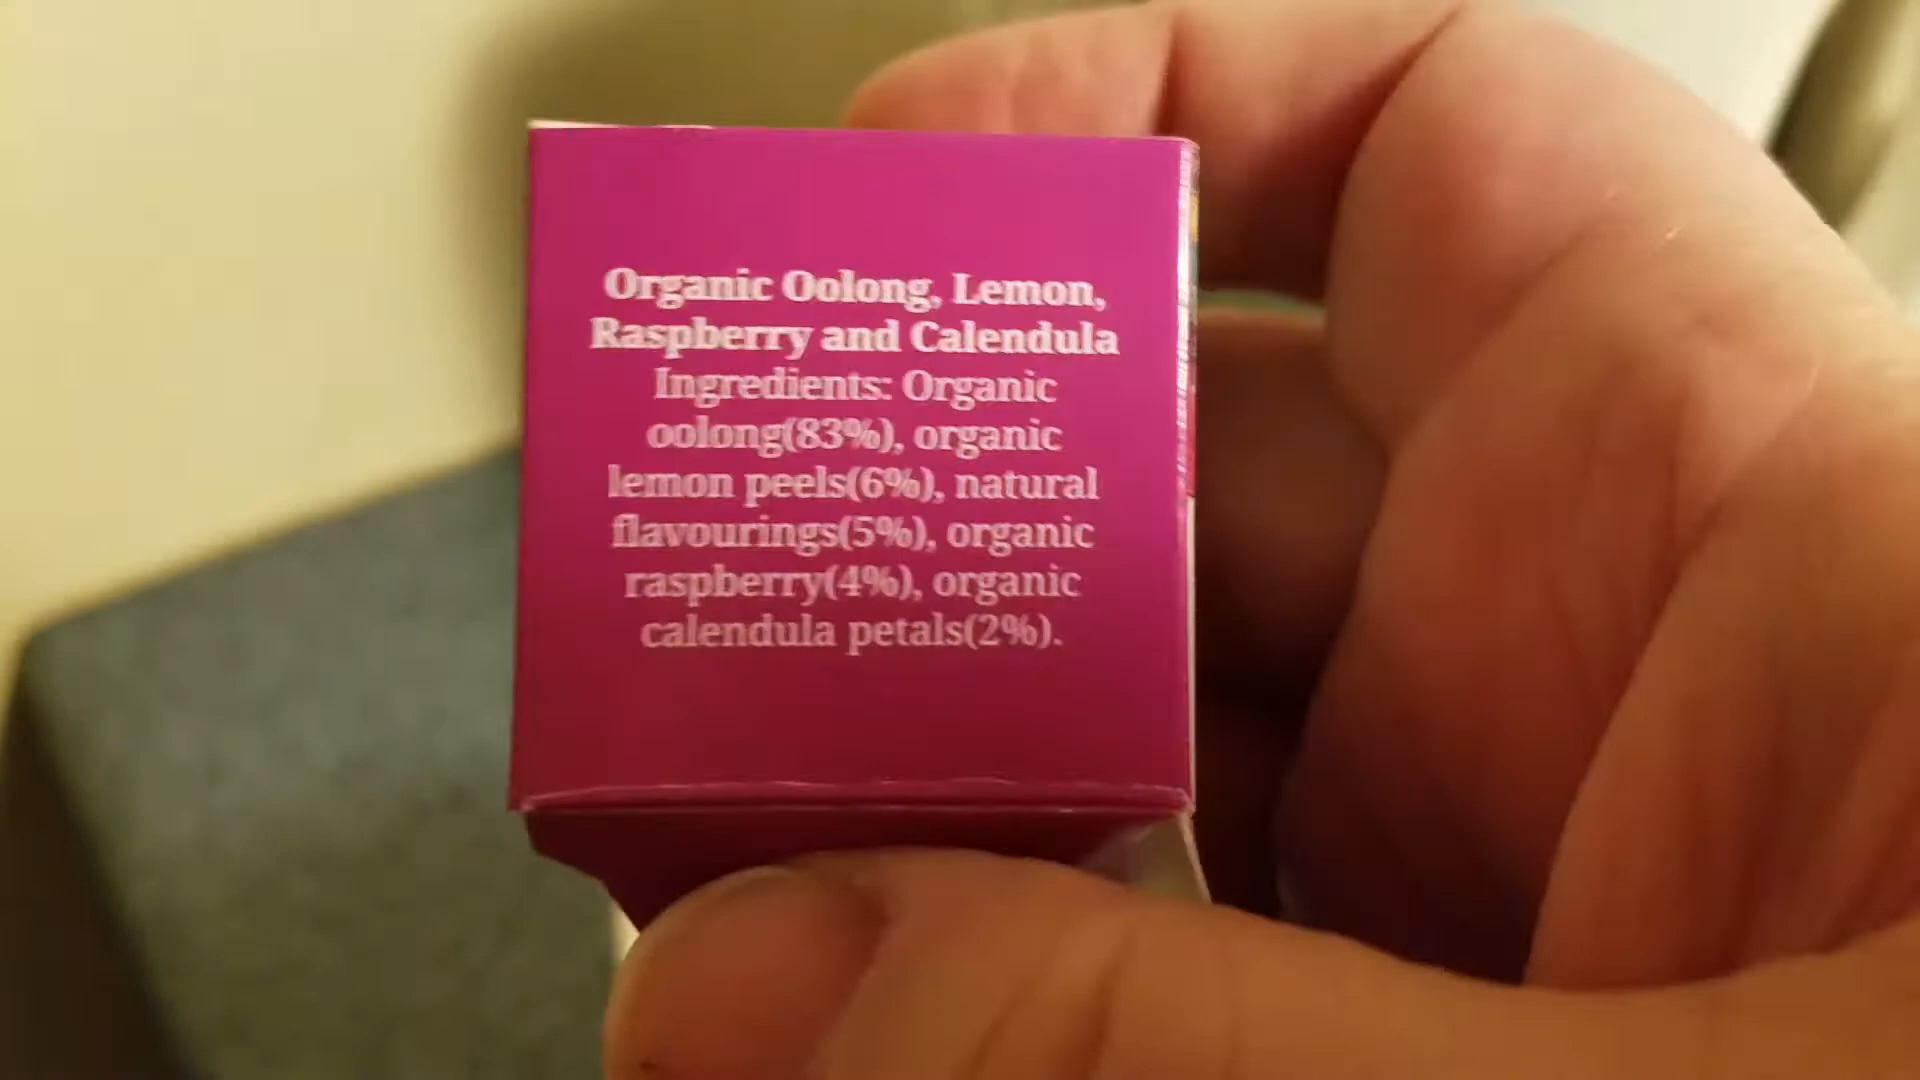 Organic Oolong, Lemon,
Raspberry and Calendula
Ingredients: Organic
oolong(83%), organic
lemon peels(6%), natural
flavourings(5%), organic
raspberry(4%), organic
calendula petals(2%).